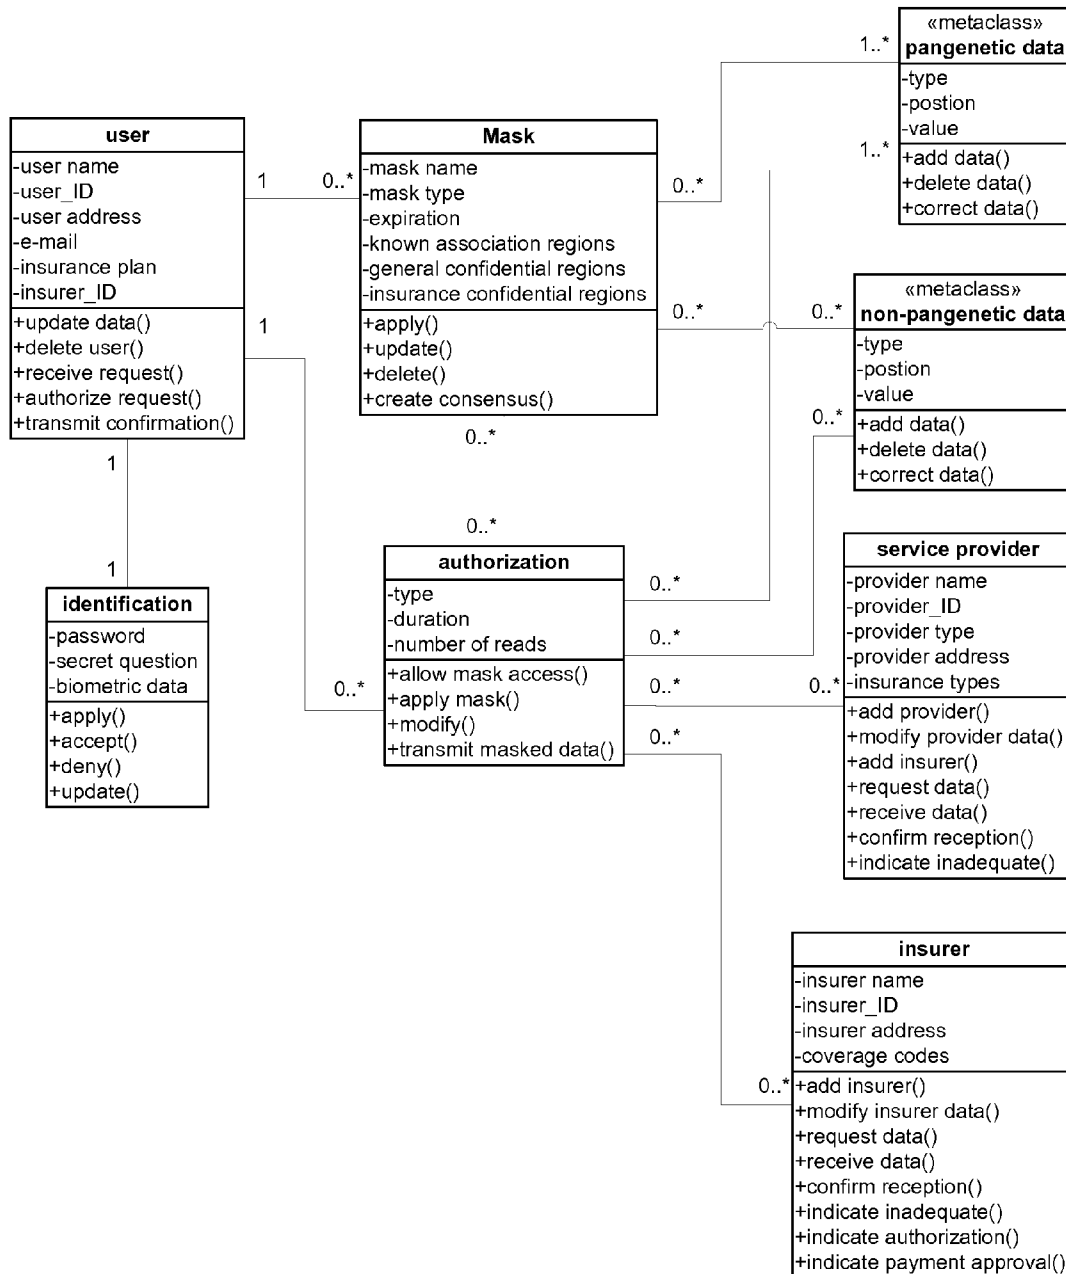 user
-user name
-user_ID
-user address
-e-mail
-insurance plan
-insurer_ID
+update data()
+delete user()
+receive request()
+authorize request()
+transmit confirmation()
1
0..*
1
1
1
0..*
Mask
-mask name
-mask type
-expiration
-known association regions
-general confidential regions
-insurance confidential regions
+apply()
+update()
+delete()
+create consensus()
0..*
0..*
0..*
0..*
1..*
1..*
«metaclass»
pangenetic data
-type
-postion
-value
+add data()
+delete data()
+correct data()
0..*
0..*
«metaclass»
non-pangenetic data
-type
-postion
-value
+add data()
+delete data()
+correct data()
identification
-password
-secret question
-biometric data
+apply()
+accept()
+deny()
+update()
authorization
-type
-duration
-number of reads
+allow mask access()
+apply mask()
+modify()
+transmit masked data()
0..*
0..*
0..*
0..*
0..*
service provider
-provider name
-provider_ID
-provider type
-provider address
-insurance types
+add provider()
+modify provider data()
+add insurer()
+request data()
+receive data()
+confirm reception()
+indicate inadequate()
0..*
insurer
-insurer name
-insurer_ID
-insurer address
-coverage codes
+add insurer()
+modify insurer data()
+request data()
+receive data()
+confirm reception()
+indicate inadequate()
+indicate authorization()
+indicate payment approval()